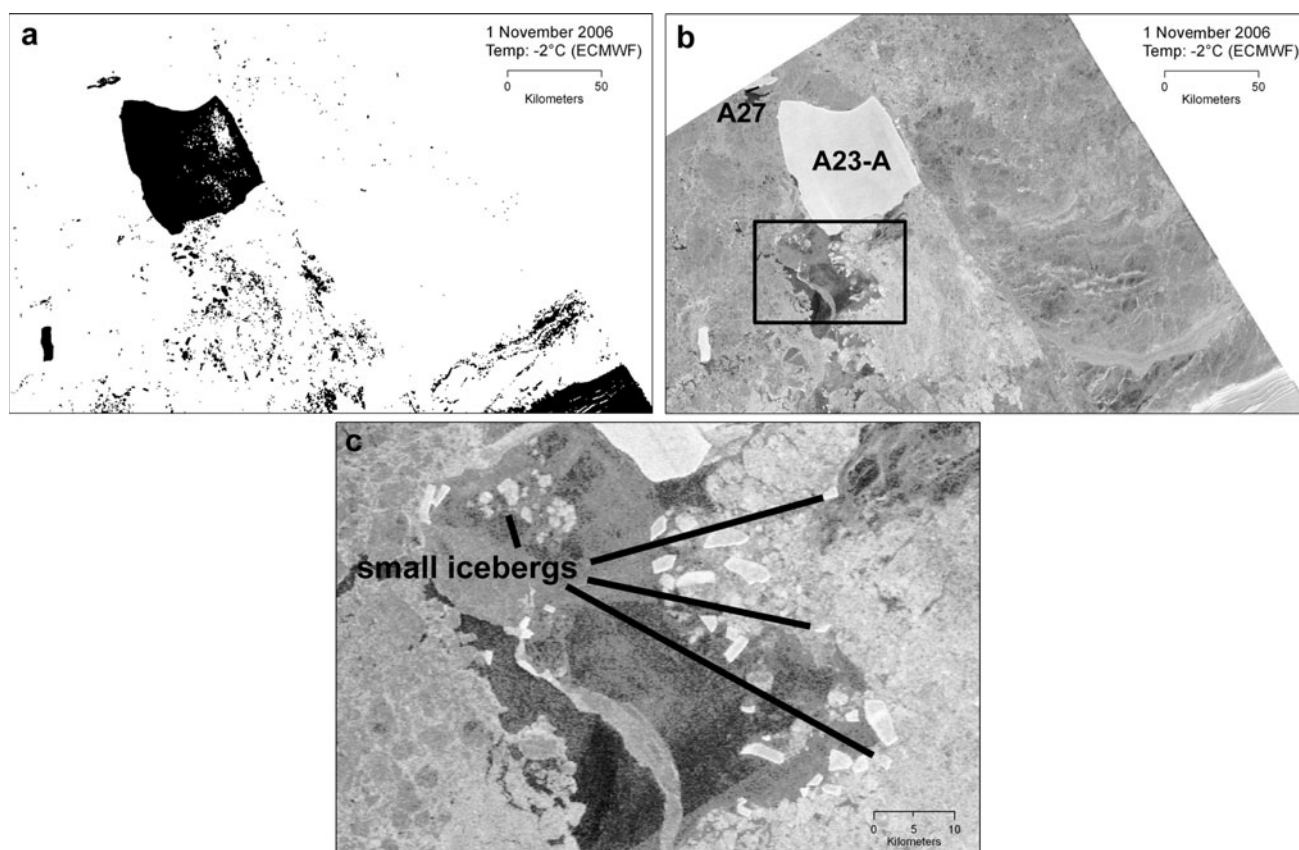 a
1 November 2006
Temp: -2°C (ECMWF)
0 50
Kilometers
b
1 November 2006
Temp: -2°C (ECMWF)
0 50
Kilometers
A27
A23-A
c
small icebergs
0 5 10
Kilometers